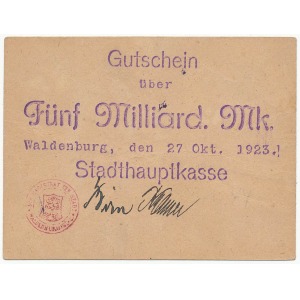 Gutschein
über
Fünf Milliard. Mk.
Waldenburg, den 27 Okt. 1923.
Stadthauptkasse